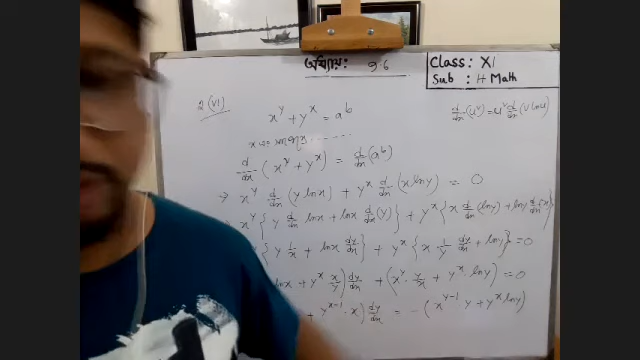 অধ্যায়: 9.6
Class: XI
Sub : H Math
2(vi)
x^y + y^x = a^b
d/dx (u^v) = u^v d/dx (v ln u)
d/dx (x^y + y^x) = d/dx (a^b)
⇒ x^y d/dx (y ln x) + y^x d/dx (x ln y) = 0
x^y { y d/dx ln x + ln x d/dx (y) } + y^x { x d/dx (ln y) + ln y d/dx (x) }
{ y 1/x + ln x dy/dx } + y^x { x · 1/y dy/dx + ln y } = 0
ln x + y^x x/y ) dy/dx + ( x^y · y/x + y^x · ln y ) = 0
+ y^{x-1} · x ) dy/dx = - ( x^{y-1} y + y^x ln y )